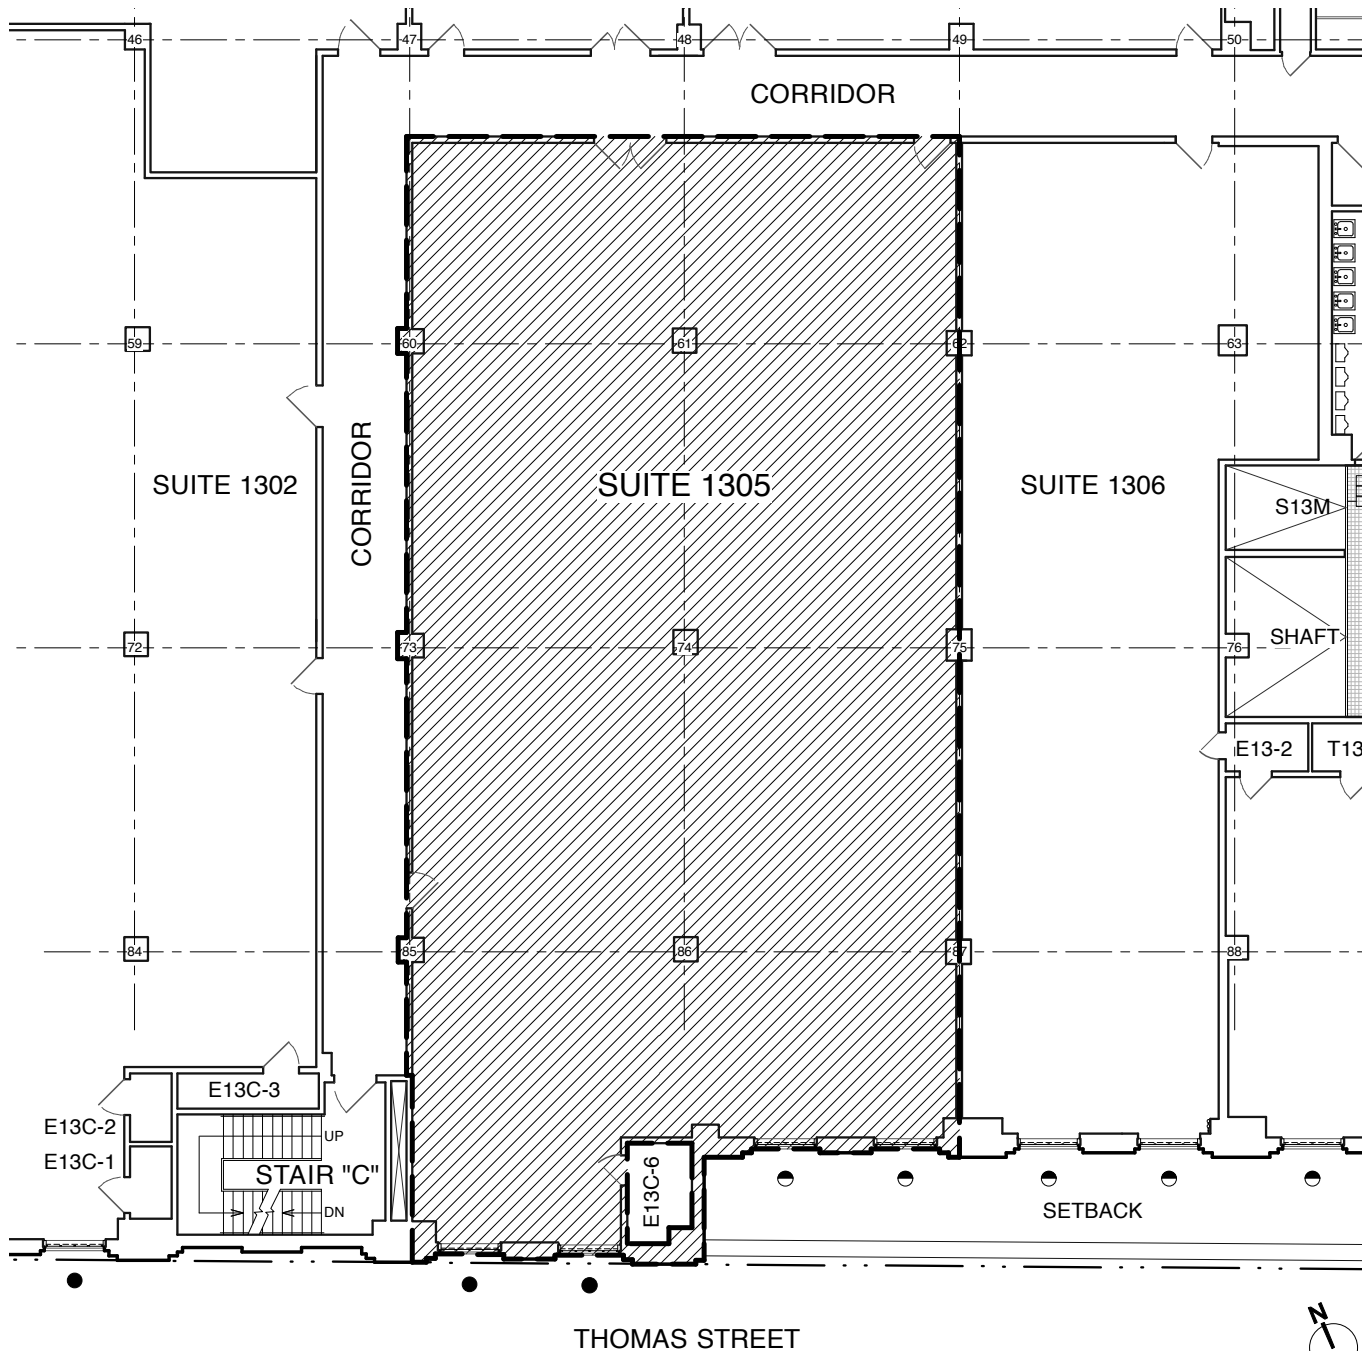 46
47
48
49
50
CORRIDOR
59
60
61
62
63
CORRIDOR
SUITE 1302
SUITE 1305
SUITE 1306
S13M
72
73
74
75
76
SHAFT
E13-2
T13
84
85
86
87
88
E13C-3
E13C-2
E13C-1
UP
STAIR "C"
DN
E13C-6
SETBACK
THOMAS STREET
N